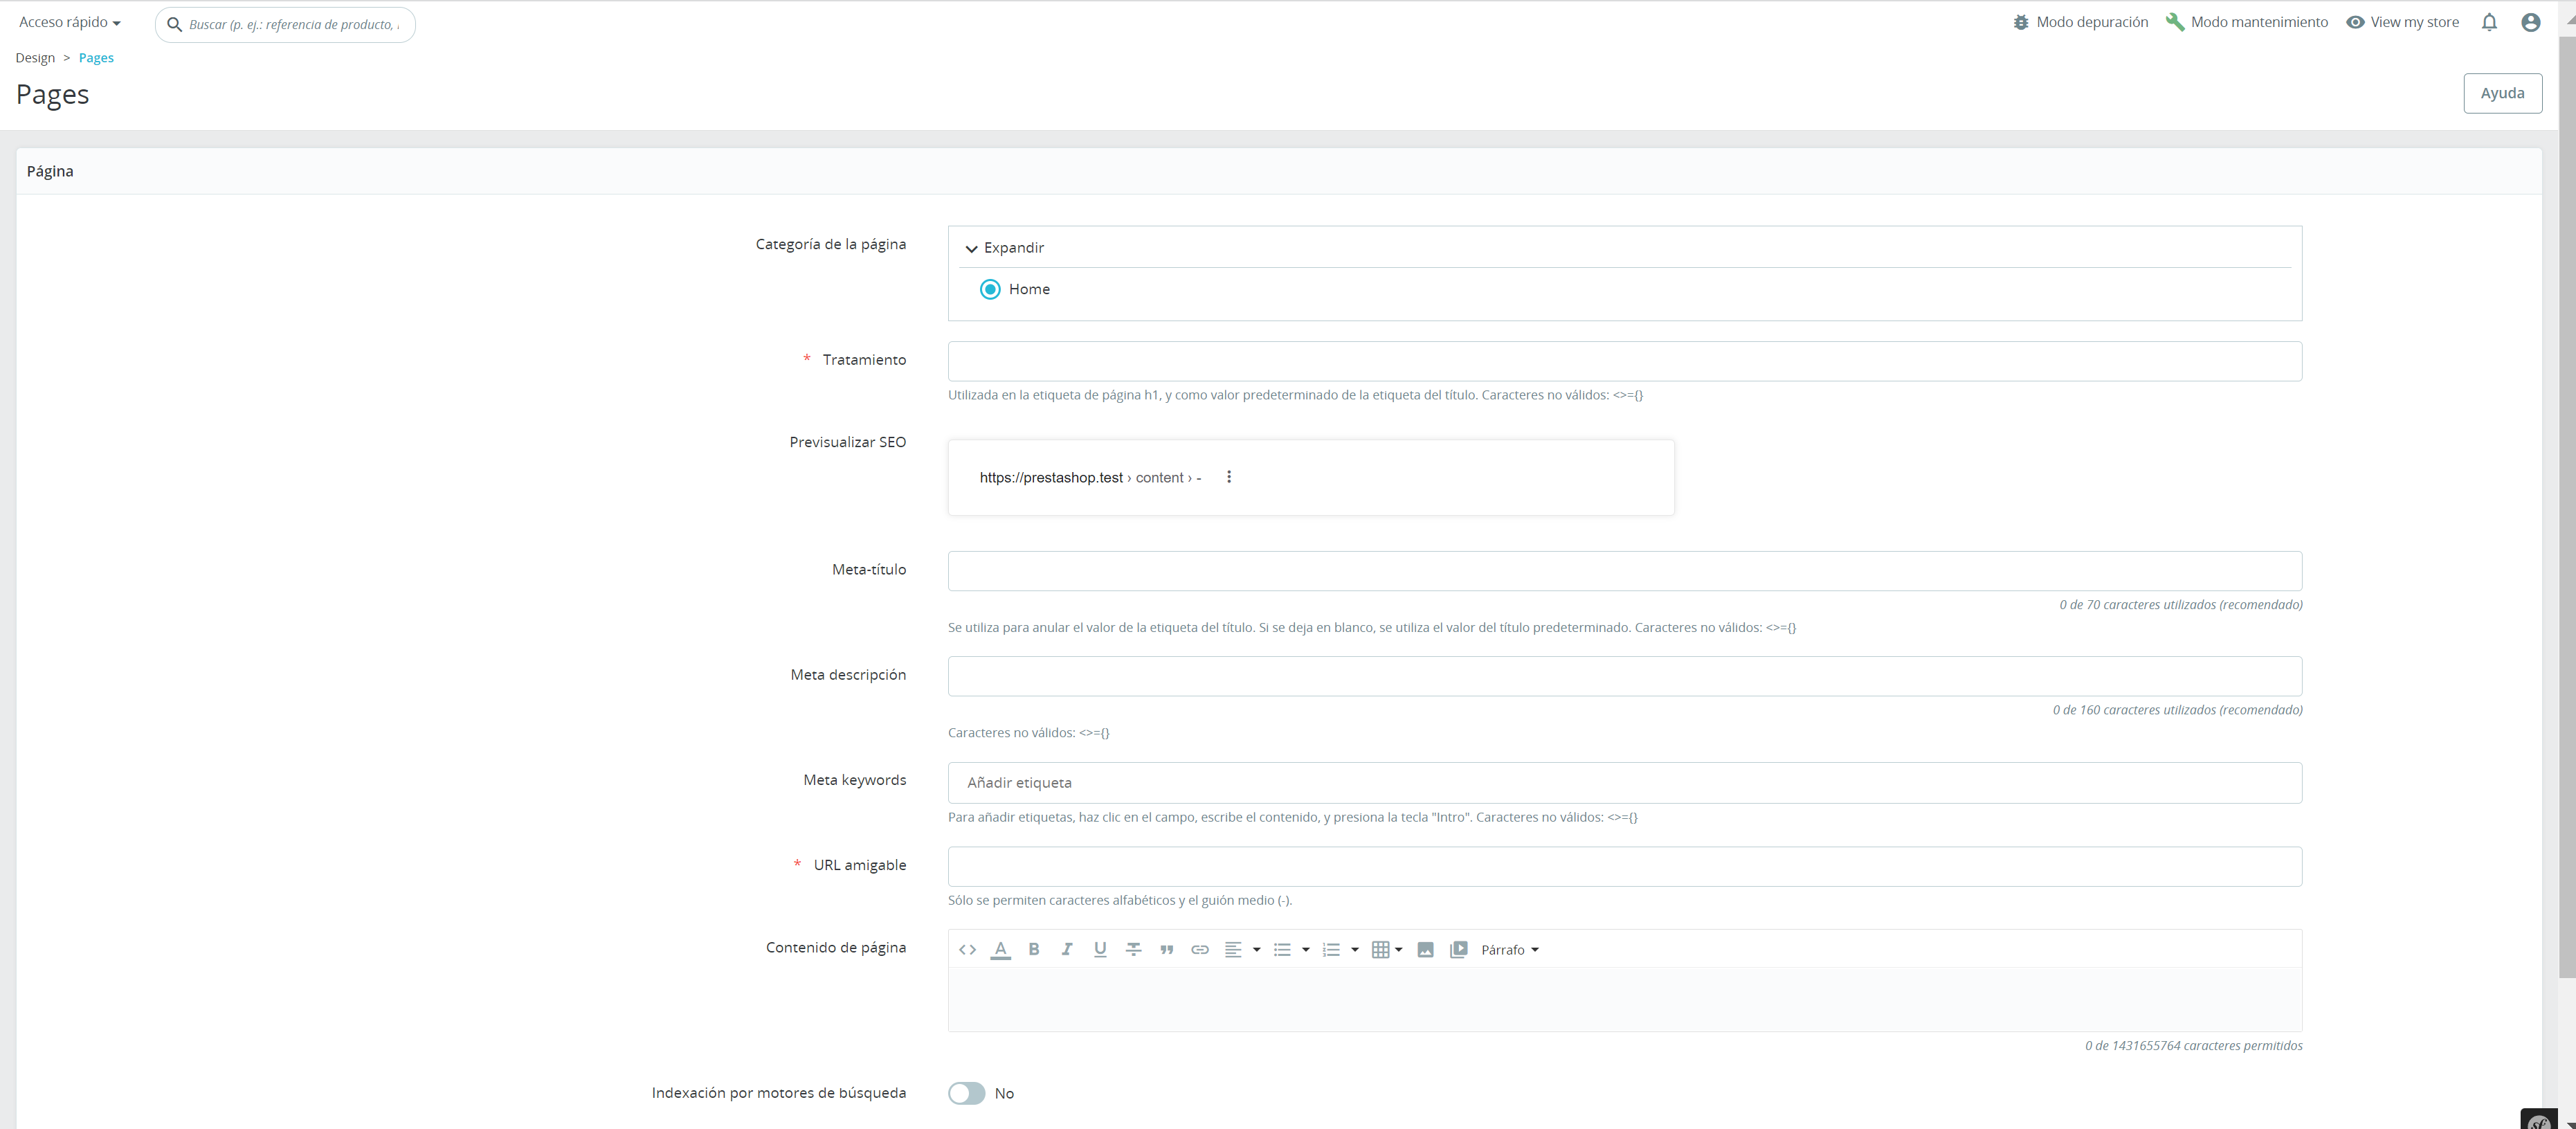 Acceso rápido
Buscar (p. ej.: referencia de producto,
Modo depuración
Modo mantenimiento
View my store
Design > Pages
Pages
Ayuda
Página
Categoría de la página
Expandir
Home
* Tratamiento
Utilizada en la etiqueta de página h1, y como valor predeterminado de la etiqueta del título. Caracteres no válidos: <>={}
Previsualizar SEO
https://prestashop.test › content › -
Meta-título
0 de 70 caracteres utilizados (recomendado)
Se utiliza para anular el valor de la etiqueta del título. Si se deja en blanco, se utiliza el valor del título predeterminado. Caracteres no válidos: <>={}
Meta descripción
0 de 160 caracteres utilizados (recomendado)
Caracteres no válidos: <>={}
Meta keywords
Añadir etiqueta
Para añadir etiquetas, haz clic en el campo, escribe el contenido, y presiona la tecla "Intro". Caracteres no válidos: <>={}
* URL amigable
Sólo se permiten caracteres alfabéticos y el guión medio (-).
Contenido de página
Párrafo
0 de 1431655764 caracteres permitidos
Indexación por motores de búsqueda
No